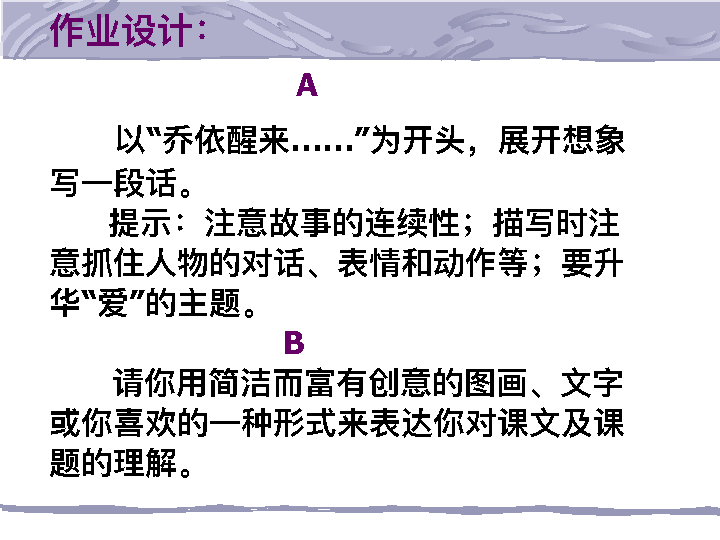 作业设计：
A
以“乔依醒来……”为开头，展开想象
写一段话。
提示：注意故事的连续性；描写时注
意抓住人物的对话、表情和动作等；要升
华“爱”的主题。
B
请你用简洁而富有创意的图画、文字
或你喜欢的一种形式来表达你对课文及课
题的理解。